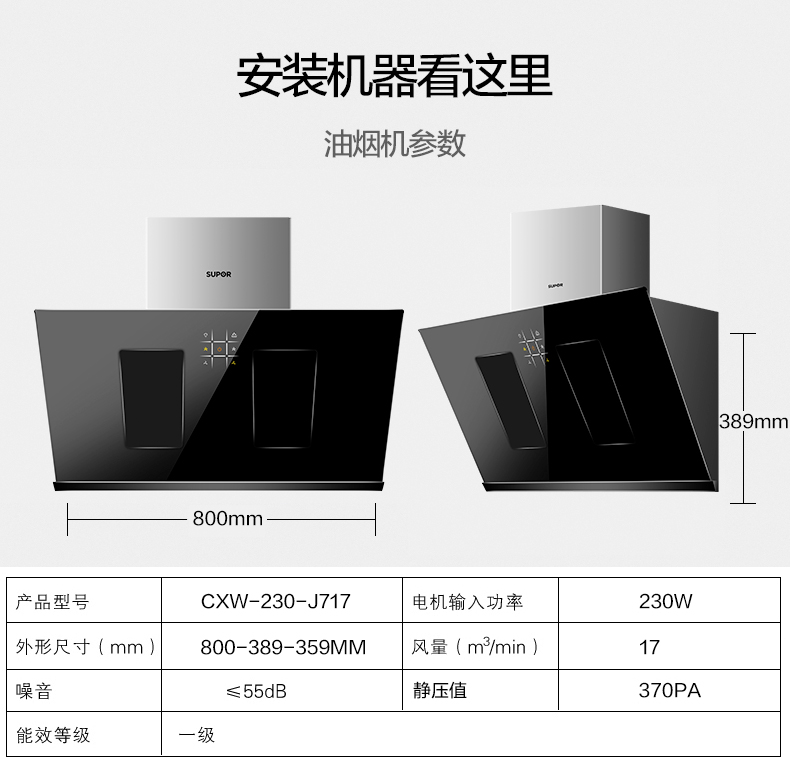 安装机器看这里
油烟机参数
SUPOR
SUPOR
389mm
800mm
产品型号 CXW-230-J717 电机输入功率 230W
外形尺寸（mm） 800-389-359MM 风量（m³/min） 17
噪音 ≤55dB 静压值 370PA
能效等级 一级